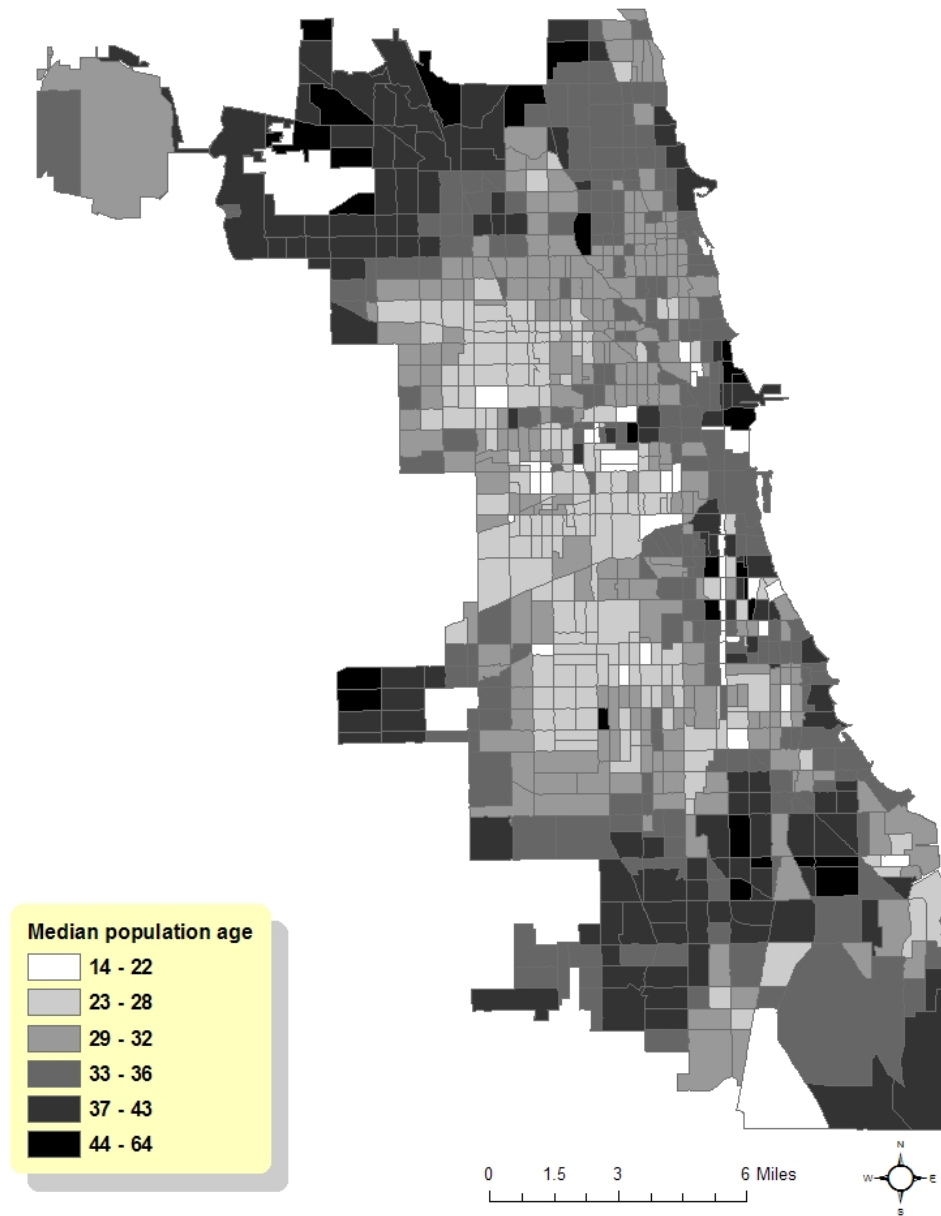 Median population age
14 - 22
23 - 28
29 - 32
33 - 36
37 - 43
44 - 64
0 1.5 3 6 Miles
N
W E
S